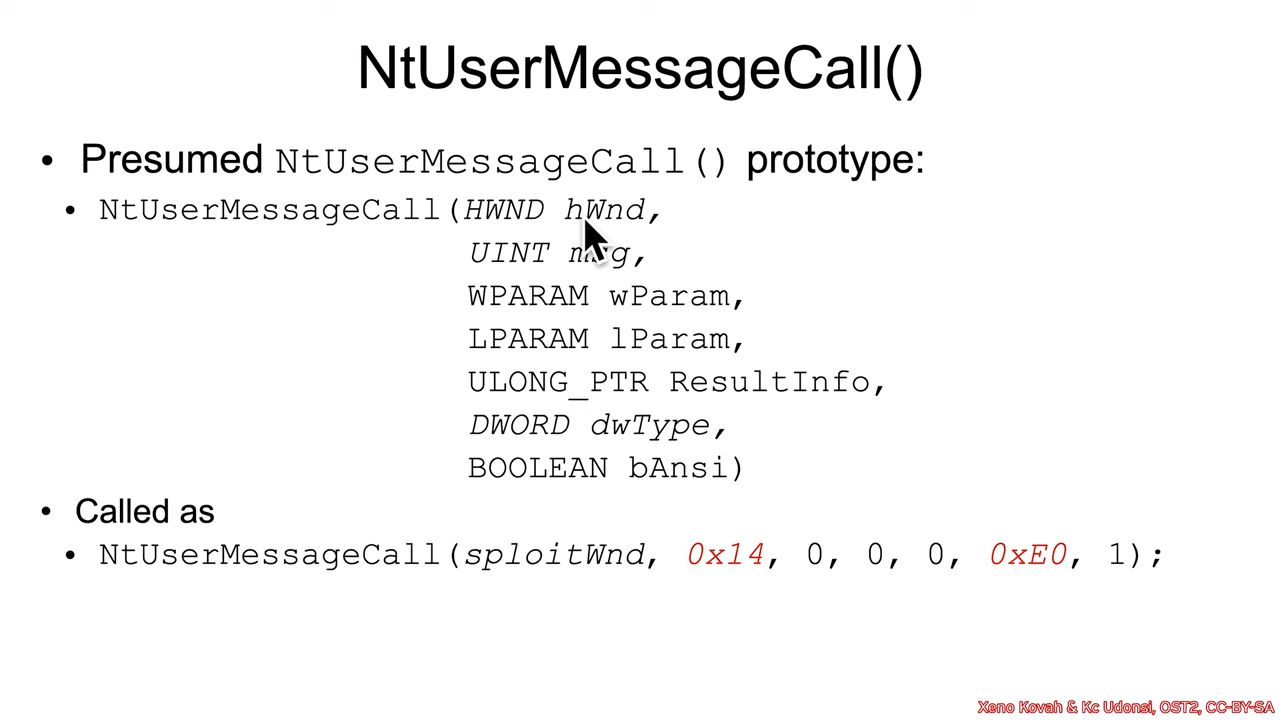 NtUserMessageCall()
• Presumed NtUserMessageCall() prototype:
• NtUserMessageCall(HWND hWnd,
UINT msg,
WPARAM wParam,
LPARAM lParam,
ULONG_PTR ResultInfo,
DWORD dwType,
BOOLEAN bAnsi)
• Called as
• NtUserMessageCall(sploitWnd, 0x14, 0, 0, 0, 0xE0, 1);
Xeno Kovah & Kc Udonsi, OST2, CC-BY-SA